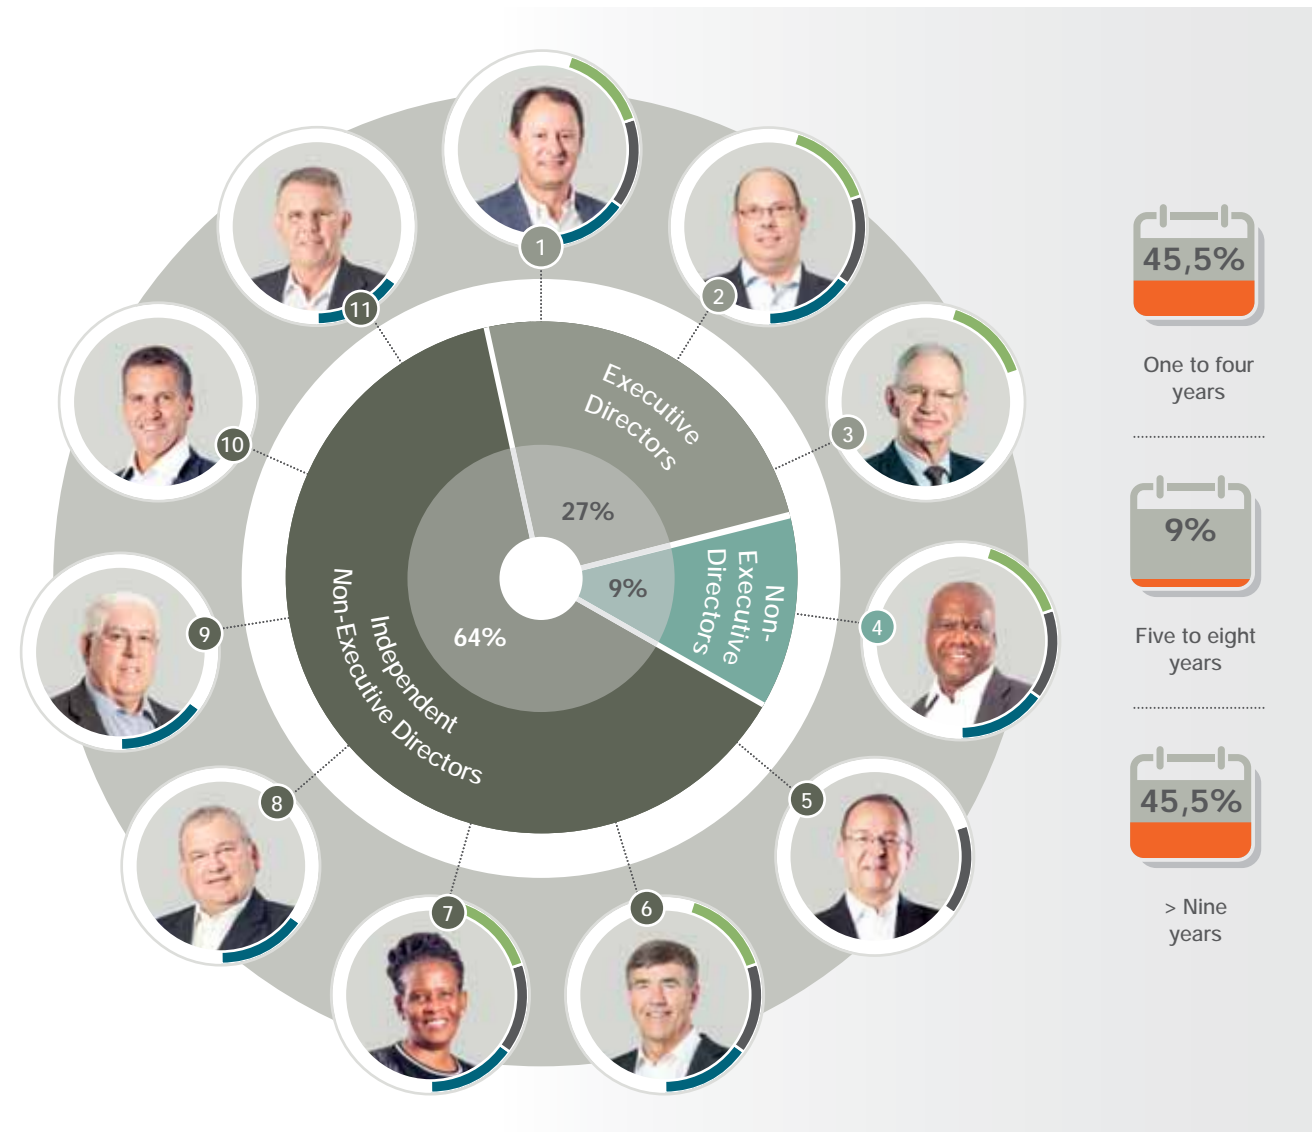 1
2
3
4
5
6
7
8
9
10
11
Executive
Directors
27%
Non-
Executive
Directors
9%
Independent
Non-Executive Directors
64%
45,5%
One to four
years
9%
Five to eight
years
45,5%
> Nine
years